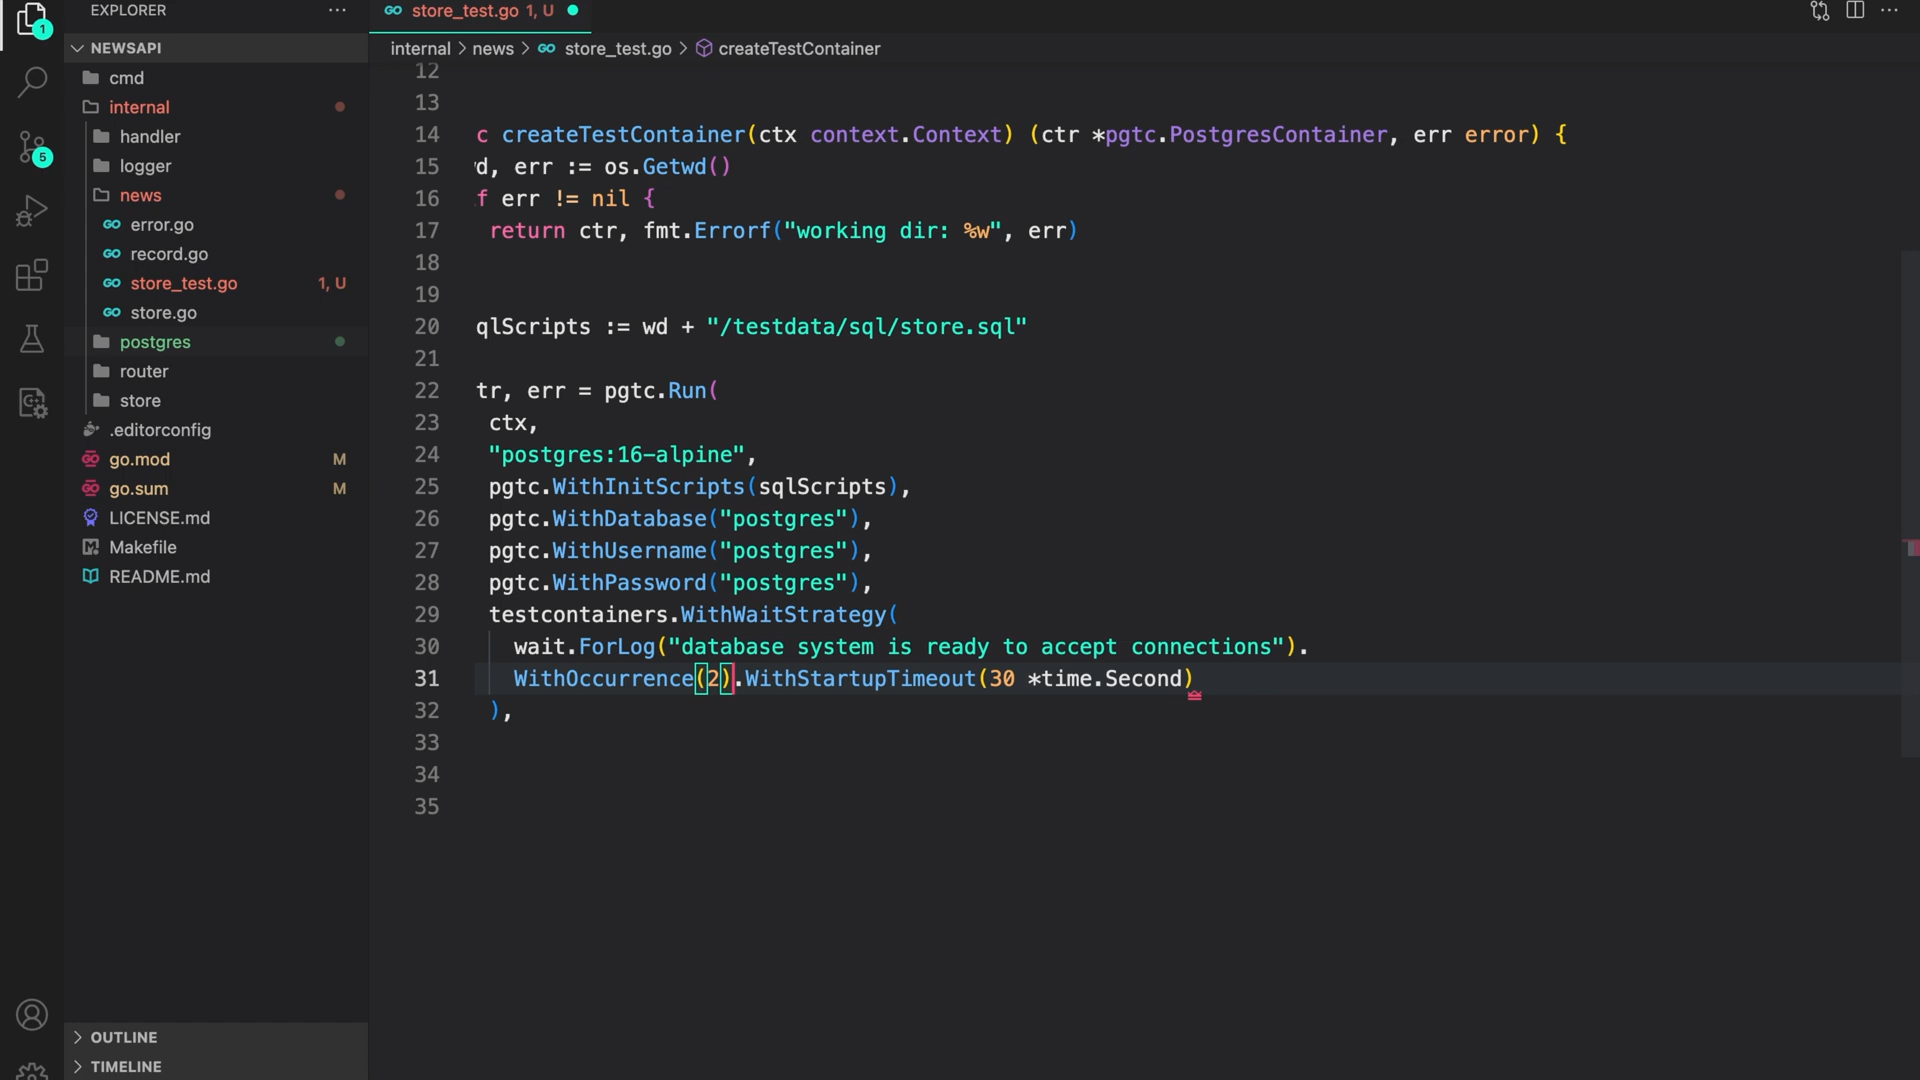 EXPLORER
NEWSAPI
cmd
internal
handler
logger
news
error.go
record.go
store_test.go 1, U
store.go
postgres
router
store
.editorconfig
go.mod M
go.sum M
LICENSE.md
Makefile
README.md
OUTLINE
TIMELINE
1
5
store_test.go 1, U
internal > news > store_test.go > createTestContainer
12
13
14 c createTestContainer(ctx context.Context) (ctr *pgtc.PostgresContainer, err error) {
15 d, err := os.Getwd()
16 f err != nil {
17 return ctr, fmt.Errorf("working dir: %w", err)
18
19
20 qlScripts := wd + "/testdata/sql/store.sql"
21
22 tr, err = pgtc.Run(
23 ctx,
24 "postgres:16-alpine",
25 pgtc.WithInitScripts(sqlScripts),
26 pgtc.WithDatabase("postgres"),
27 pgtc.WithUsername("postgres"),
28 pgtc.WithPassword("postgres"),
29 testcontainers.WithWaitStrategy(
30 wait.ForLog("database system is ready to accept connections").
31 WithOccurrence(2).WithStartupTimeout(30 *time.Second)
32 ),
33
34
35